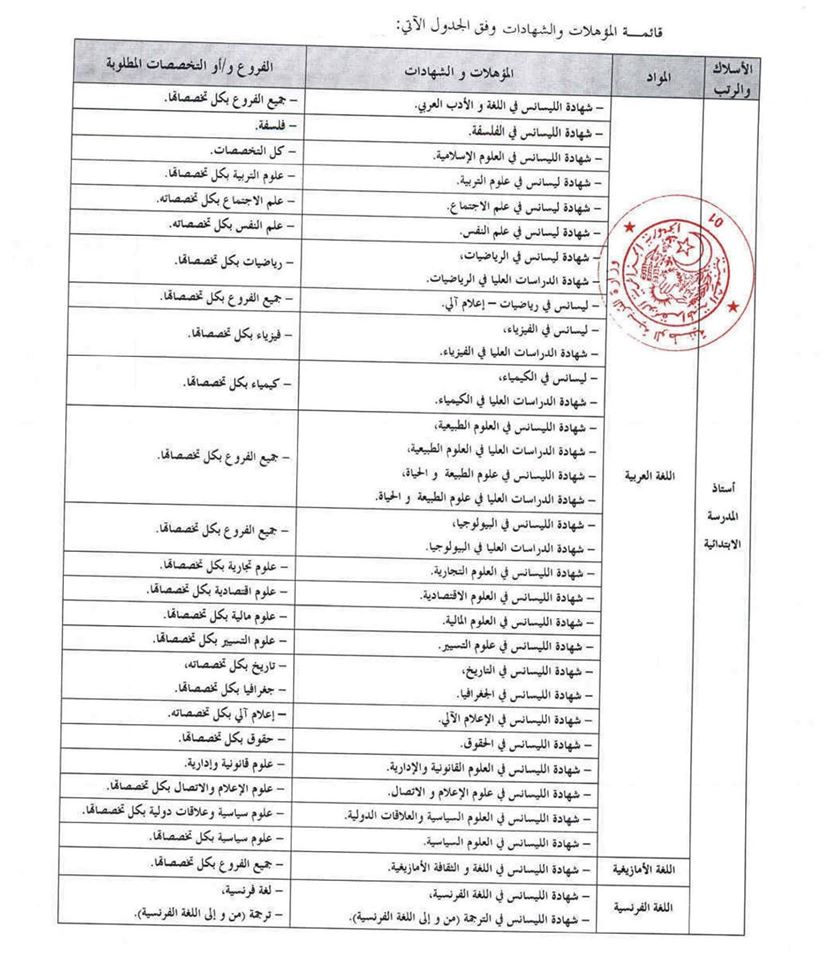 قائمـــة المؤهلات والشهادات وفق الجدول الآتي:
الأسلاك والرتب
المواد
المؤهلات و الشهادات
الفروع و/أو التخصصات المطلوبة
أستاذ
المدرسة
الابتدائية
اللغة العربية
– شهادة الليسانس في اللغة و الأدب العربي.
– جميع الفروع بكل تخصصاتها.
– شهادة الليسانس في الفلسفة.
– فلسفة.
– شهادة الليسانس في العلوم الإسلامية.
– كل التخصصات.
– شهادة ليسانس في علوم التربية.
– علوم التربية بكل تخصصاتها.
– شهادة ليسانس في علم الاجتماع.
– علم الاجتماع بكل تخصصاته.
– شهادة ليسانس في علم النفس.
– علم النفس بكل تخصصاته.
– شهادة ليسانس في الرياضيات،
– شهادة الدراسات العليا في الرياضيات.
– رياضيات بكل تخصصاتها.
– ليسانس في رياضيات – إعلام آلي.
– جميع الفروع بكل تخصصاتها.
– ليسانس في الفيزياء،
– شهادة الدراسات العليا في الفيزياء.
– فيزياء بكل تخصصاتها.
– ليسانس في الكيمياء،
– شهادة الدراسات العليا في الكيمياء.
– كيمياء بكل تخصصاتها.
– شهادة الليسانس في العلوم الطبيعية،
– شهادة الدراسات العليا في العلوم الطبيعية،
– شهادة الليسانس في علوم الطبيعة و الحياة،
– شهادة الدراسات العليا في علوم الطبيعة و الحياة.
– جميع الفروع بكل تخصصاتها.
– شهادة الليسانس في البيولوجيا،
– شهادة الدراسات العليا في البيولوجيا.
– جميع الفروع بكل تخصصاتها.
– شهادة الليسانس في العلوم التجارية.
– علوم تجارية بكل تخصصاتها.
– شهادة الليسانس في العلوم الاقتصادية.
– علوم اقتصادية بكل تخصصاتها.
– شهادة الليسانس في العلوم المالية.
– علوم مالية بكل تخصصاتها.
– شهادة الليسانس في علوم التسيير.
– علوم التسيير بكل تخصصاتها.
– شهادة الليسانس في التاريخ،
– شهادة الليسانس في الجغرافيا.
– تاريخ بكل تخصصاته،
– جغرافيا بكل تخصصاتها.
– شهادة الليسانس في الإعلام الآلي.
– إعلام آلي بكل تخصصاته.
– شهادة الليسانس في الحقوق.
– حقوق بكل تخصصاتها.
– شهادة الليسانس في العلوم القانونية والإدارية.
– علوم قانونية وإدارية.
– شهادة الليسانس في علوم الإعلام و الاتصال.
– علوم الإعلام والاتصال بكل تخصصاتها.
– شهادة الليسانس في العلوم السياسية والعلاقات الدولية.
– علوم سياسية وعلاقات دولية بكل تخصصاتها.
– شهادة الليسانس في العلوم السياسية.
– علوم سياسية بكل تخصصاتها.
اللغة الأمازيغية
– شهادة الليسانس في اللغة و الثقافة الأمازيغية.
– جميع الفروع بكل تخصصاتها.
اللغة الفرنسية
– شهادة الليسانس في اللغة الفرنسية،
– شهادة الليسانس في الترجمة (من و إلى اللغة الفرنسية).
– لغة فرنسية،
– ترجمة (من و إلى اللغة الفرنسية).
01
وزارة التربية الوطنية